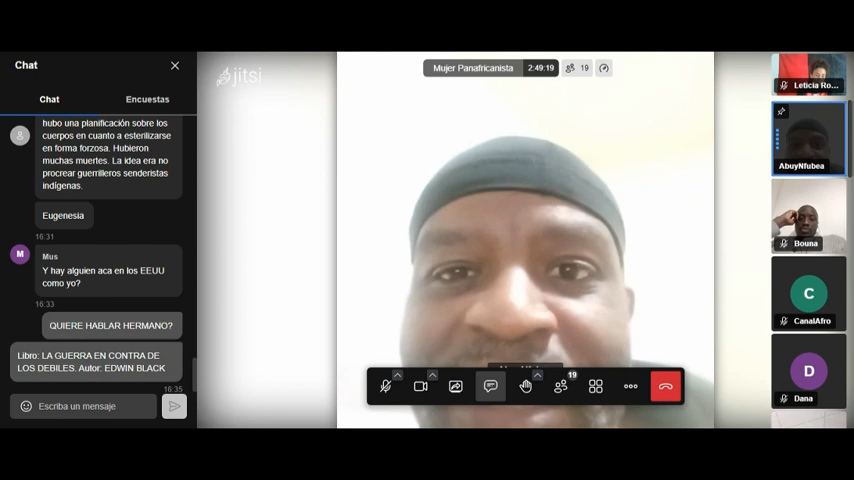 Chat
Chat Encuestas
hubo una planificación sobre los
cuerpos en cuanto a esterilizarse
en forma forzosa. Hubieron
muchas muertes. La idea era no
procrear guerrilleros senderistas
indígenas.
Eugenesia
16:31
M
Mus
Y hay alguien aca en los EEUU
como yo?
16:33
QUIERE HABLAR HERMANO?
Libro: LA GUERRA EN CONTRA DE
LOS DEBILES. Autor: EDWIN BLACK
16:35
Escriba un mensaje
jitsi
Mujer Panafricanista 2:49:19 19
19
Leticia Ro...
AbuyNfubea
Bouna
C
CanalAfro
D
Dana